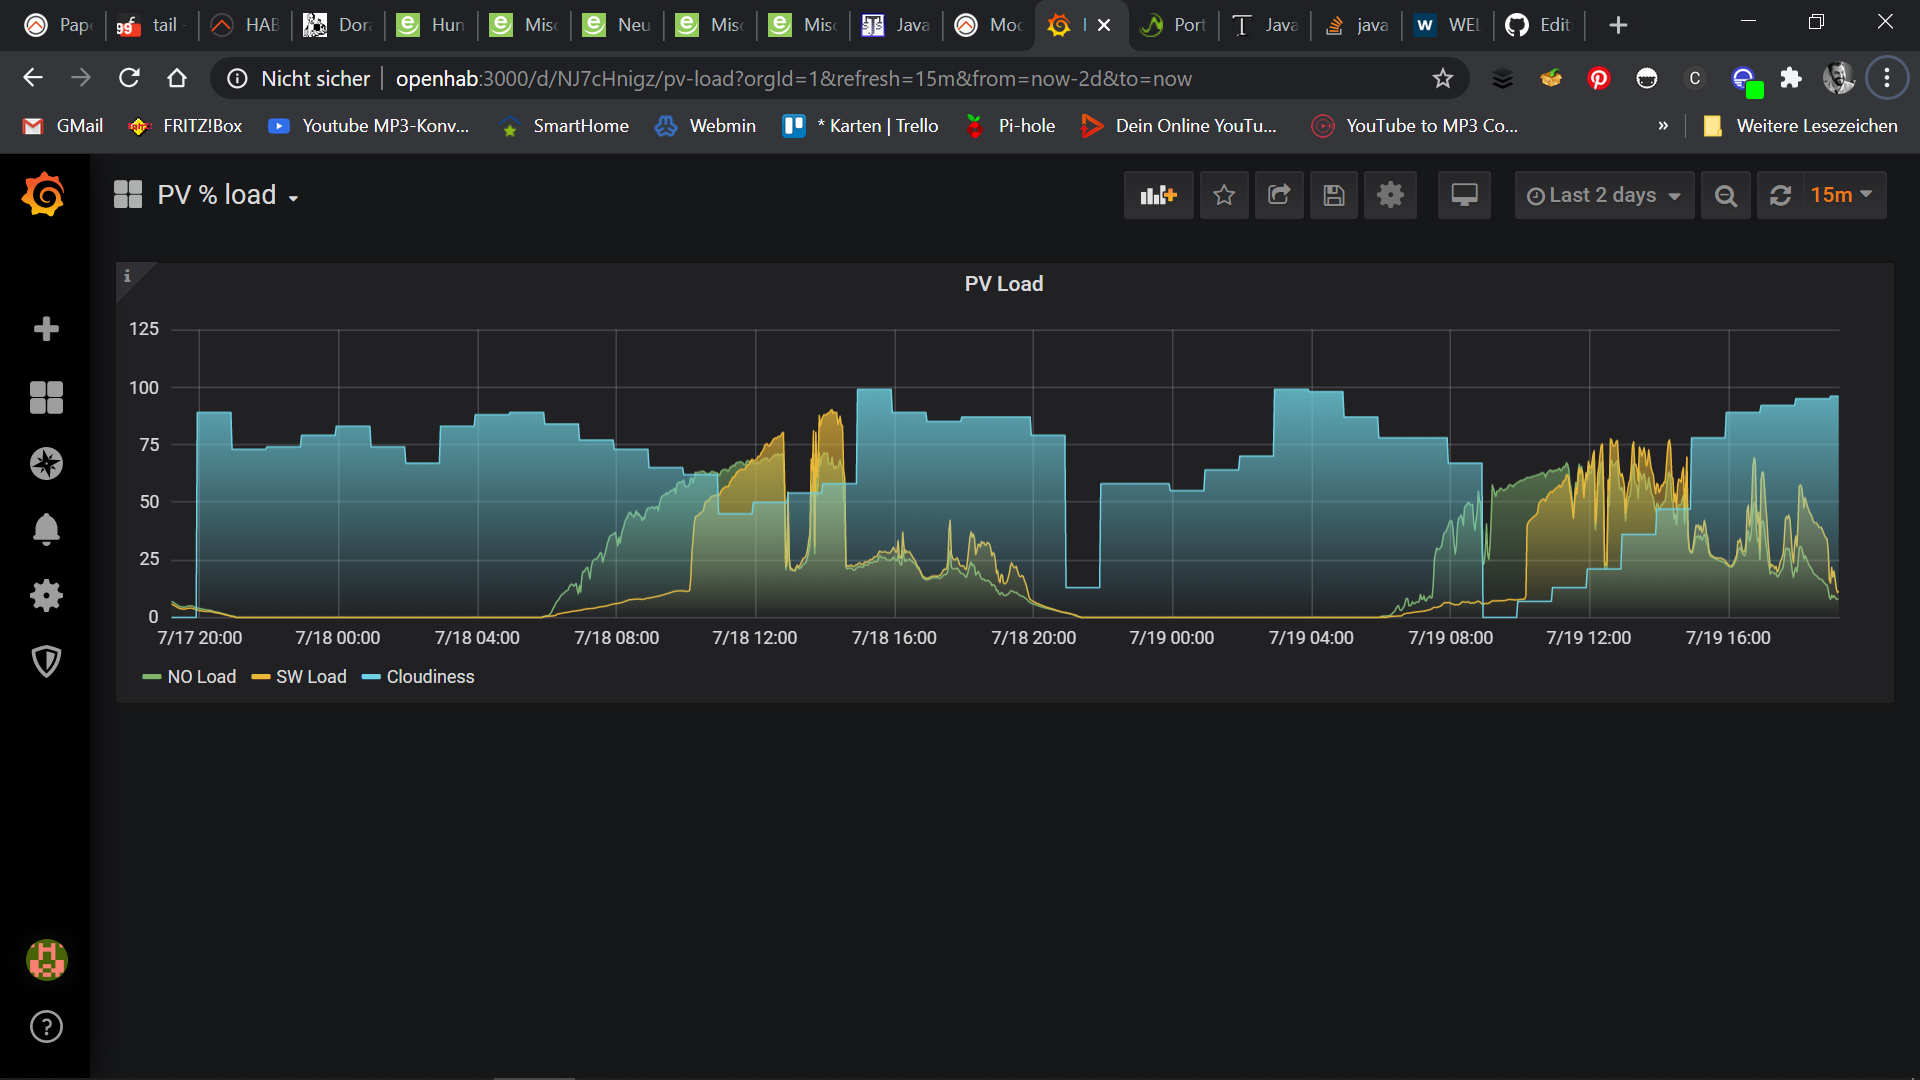 Pap
tail
HAB
Dora
Hun
Misc
Neu
Misc
Misc
Java
Moc
Port
Java
java
WEL
Edit
Nicht sicher
openhab:3000/d/NJ7cHnigz/pv-load?orgId=1&refresh=15m&from=now-2d&to=now
GMail
FRITZ!Box
Youtube MP3-Konv...
SmartHome
Webmin
* Karten | Trello
Pi-hole
Dein Online YouTu...
YouTube to MP3 Co...
»
Weitere Lesezeichen
PV % load
Last 2 days
15m
PV Load
125
100
75
50
25
0
7/17 20:00
7/18 00:00
7/18 04:00
7/18 08:00
7/18 12:00
7/18 16:00
7/18 20:00
7/19 00:00
7/19 04:00
7/19 08:00
7/19 12:00
7/19 16:00
NO Load
SW Load
Cloudiness